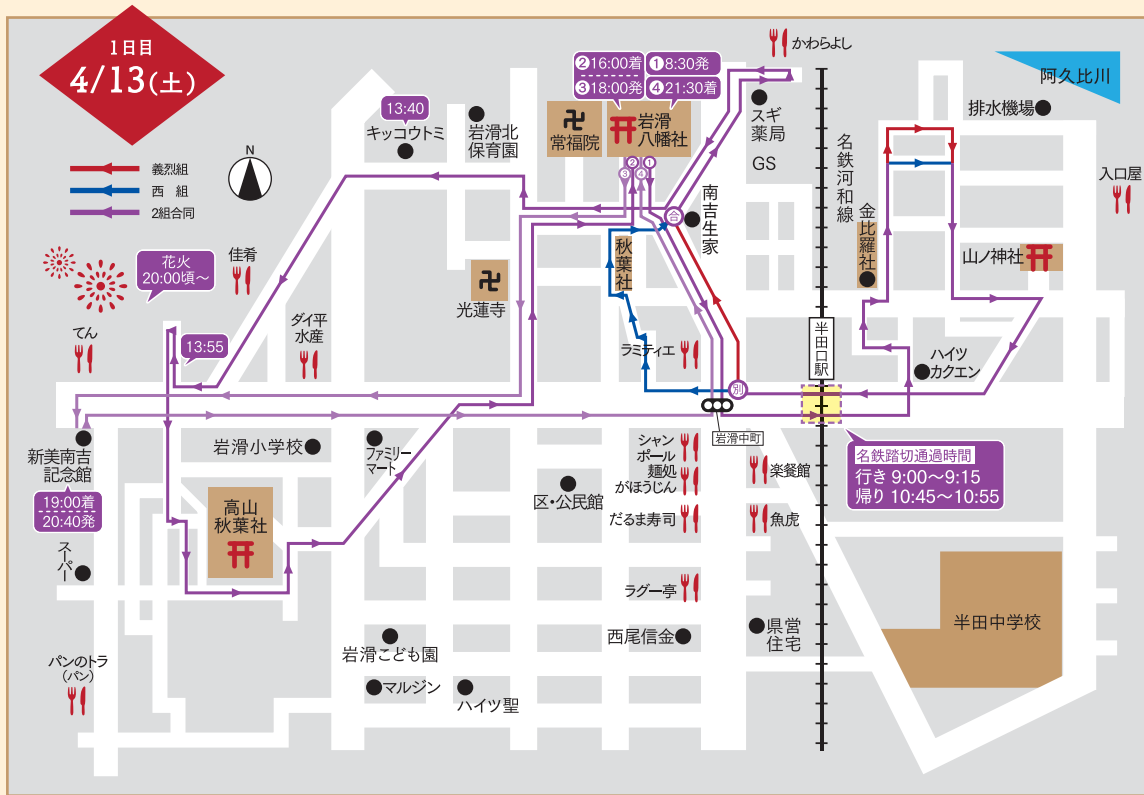 1日目
4/13(土)
義烈組
西 組
2組合同
N
13:40
キッコウトミ
岩滑北
保育園
常福院
❷16:00着
❸18:00発
❶8:30発
❹21:30着
岩滑
八幡社
②
①
③
④
かわらよし
スギ
薬局
GS
名鉄河和線
阿久比川
排水機場
入口屋
金比羅社
山ノ神社
南吉生家
合
秋葉社
花火
20:00頃~
佳肴
てん
13:55
ダイ平
水産
光蓮寺
ラミティエ
半田口駅
ハイツ
カクエン
別
岩滑中町
新美南吉
記念館
19:00着
20:40発
岩滑小学校
ファミリー
マート
高山
秋葉社
区・公民館
シャン
ボール
麺処
がほうじん
だるま寿司
楽餐館
魚虎
名鉄踏切通過時間
行き 9:00~9:15
帰り 10:45~10:55
スーパー
ラグー亭
西尾信金
県営
住宅
半田中学校
パンのトラ
(パン)
岩滑こども園
マルジン
ハイツ聖